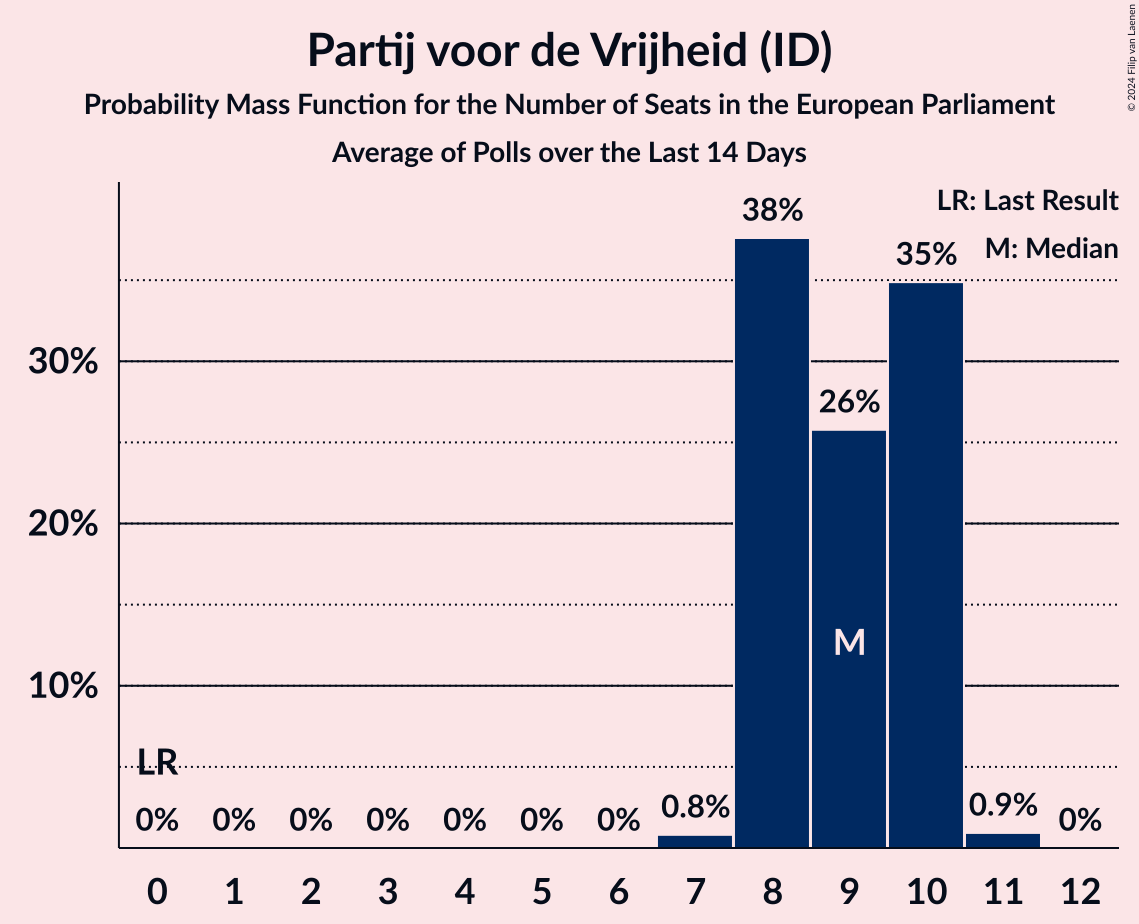 Partij voor de Vrijheid (ID)
Probability Mass Function for the Number of Seats in the European Parliament
Average of Polls over the Last 14 Days
© 2024 Filip van Laenen
LR: Last Result
M: Median
38%
35%
30%
26%
20%
M
10%
LR
0% 0% 0% 0% 0% 0% 0% 0.8% 0.9% 0%
0 1 2 3 4 5 6 7 8 9 10 11 12